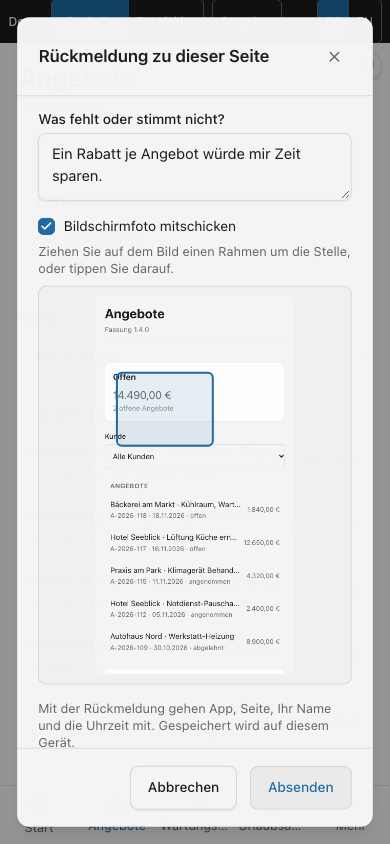 Rückmeldung zu dieser Seite
Was fehlt oder stimmt nicht?
Ein Rabatt je Angebot würde mir Zeit
sparen.
Bildschirmfoto mitschicken
Ziehen Sie auf dem Bild einen Rahmen um die Stelle,
oder tippen Sie darauf.
Angebote
Fassung 1.4.0
Offen
14.490,00 €
2 offene Angebote
Kunde
Alle Kunden
ANGEBOTE
Bäckerei am Markt · Kühlraum, Wart...
1.840,00 €
A-2026-118 · 18.11.2026 · offen
Hotel Seeblick · Lüftung Küche ern...
12.650,00 €
A-2026-117 · 16.11.2026 · offen
Praxis am Park · Klimagerät Behand...
4.320,00 €
A-2026-115 · 11.11.2026 · angenommen
Hotel Seeblick · Notdienst-Pauscha...
2.400,00 €
A-2026-112 · 05.11.2026 · angenommen
Autohaus Nord · Werkstatt-Heizung
8.900,00 €
A-2026-109 · 30.10.2026 · abgelehnt
Mit der Rückmeldung gehen App, Seite, Ihr Name
und die Uhrzeit mit. Gespeichert wird auf diesem
Gerät.
Abbrechen
Absenden
Start
Angebote
Wartungs...
Urlaubsa...
Mehr